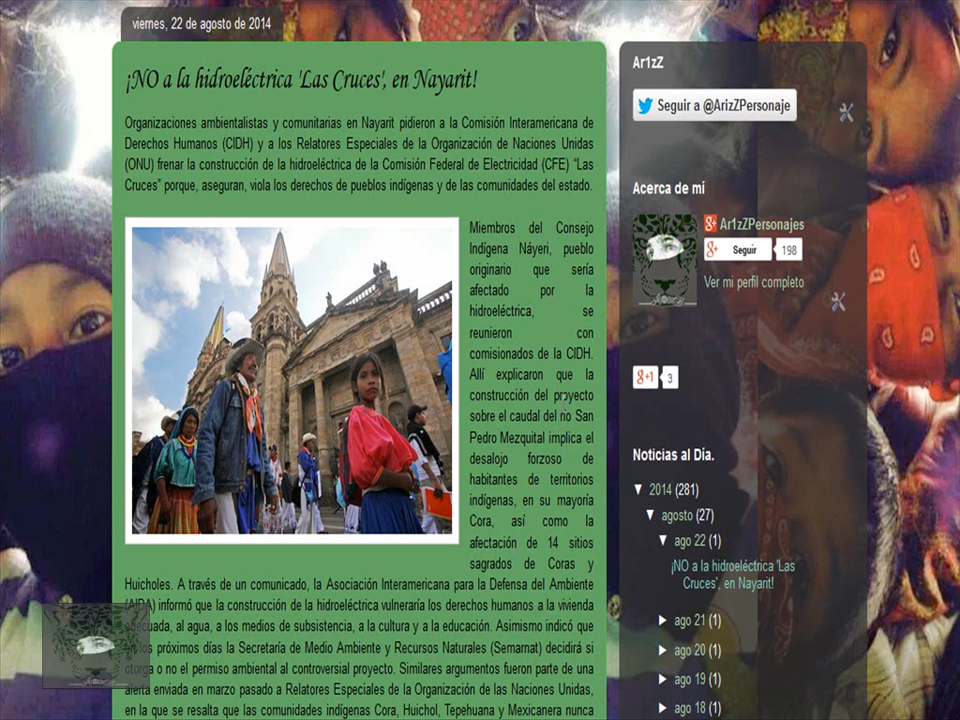 viernes, 22 de agosto de 2014
¡NO a la hidroeléctrica 'Las Cruces', en Nayarit!
Organizaciones ambientalistas y comunitarias en Nayarit pidieron a la Comisión Interamericana de
Derechos Humanos (CIDH) y a los Relatores Especiales de la Organización de Naciones Unidas
(ONU) frenar la construcción de la hidroeléctrica de la Comisión Federal de Electricidad (CFE) “Las
Cruces” porque, aseguran, viola los derechos de pueblos indígenas y de las comunidades del estado.
Miembros del Consejo
Indígena Náyeri, pueblo
originario que sería
afectado por la
hidroeléctrica, se
reunieron con
comisionados de la CIDH.
Allí explicaron que la
construcción del proyecto
sobre el caudal del río San
Pedro Mezquital implica el
desalojo forzoso de
habitantes de territorios
indígenas, en su mayoría
Cora, así como la
afectación de 14 sitios
sagrados de Coras y
Huicholes. A través de un comunicado, la Asociación Interamericana para la Defensa del Ambiente
(AIDA) informó que la construcción de la hidroeléctrica vulneraría los derechos humanos a la vivienda
adecuada, al agua, a los medios de subsistencia, a la cultura y a la educación. Asimismo indicó que
en los próximos días la Secretaría de Medio Ambiente y Recursos Naturales (Semarnat) decidirá si
otorga o no el permiso ambiental al controversial proyecto. Similares argumentos fueron parte de una
alerta enviada en marzo pasado a Relatores Especiales de la Organización de las Naciones Unidas,
en la que se resalta que las comunidades indígenas Cora, Huichol, Tepehuana y Mexicanera nunca
Ar1zZ
Seguir a @ArizZPersonaje
Acerca de mí
g+ Ar1zZPersonajes
g+ Seguir 198
Ver mi perfil completo
g+1 3
Noticias al Día.
▼ 2014 (281)
▼ agosto (27)
▼ ago 22 (1)
¡NO a la hidroeléctrica 'Las
Cruces', en Nayarit!
► ago 21 (1)
► ago 20 (1)
► ago 19 (1)
► ago 18 (1)